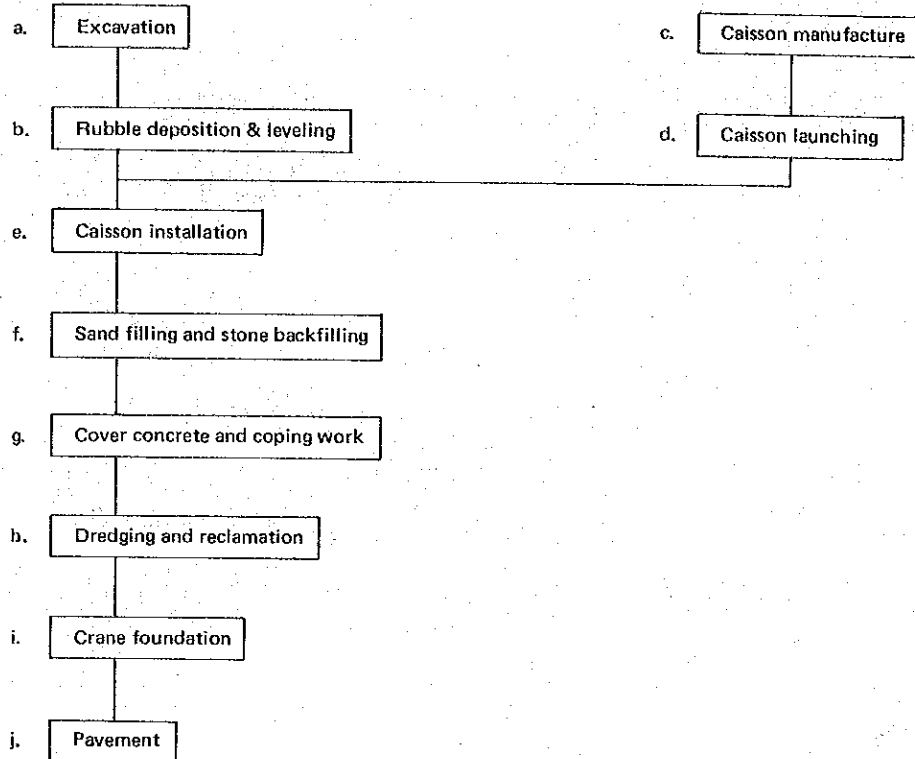 a. Excavation
c. Caisson manufacture
b. Rubble deposition & leveling
d. Caisson launching
e. Caisson installation
f. Sand filling and stone backfilling
g. Cover concrete and coping work
h. Dredging and reclamation
i. Crane foundation
j. Pavement